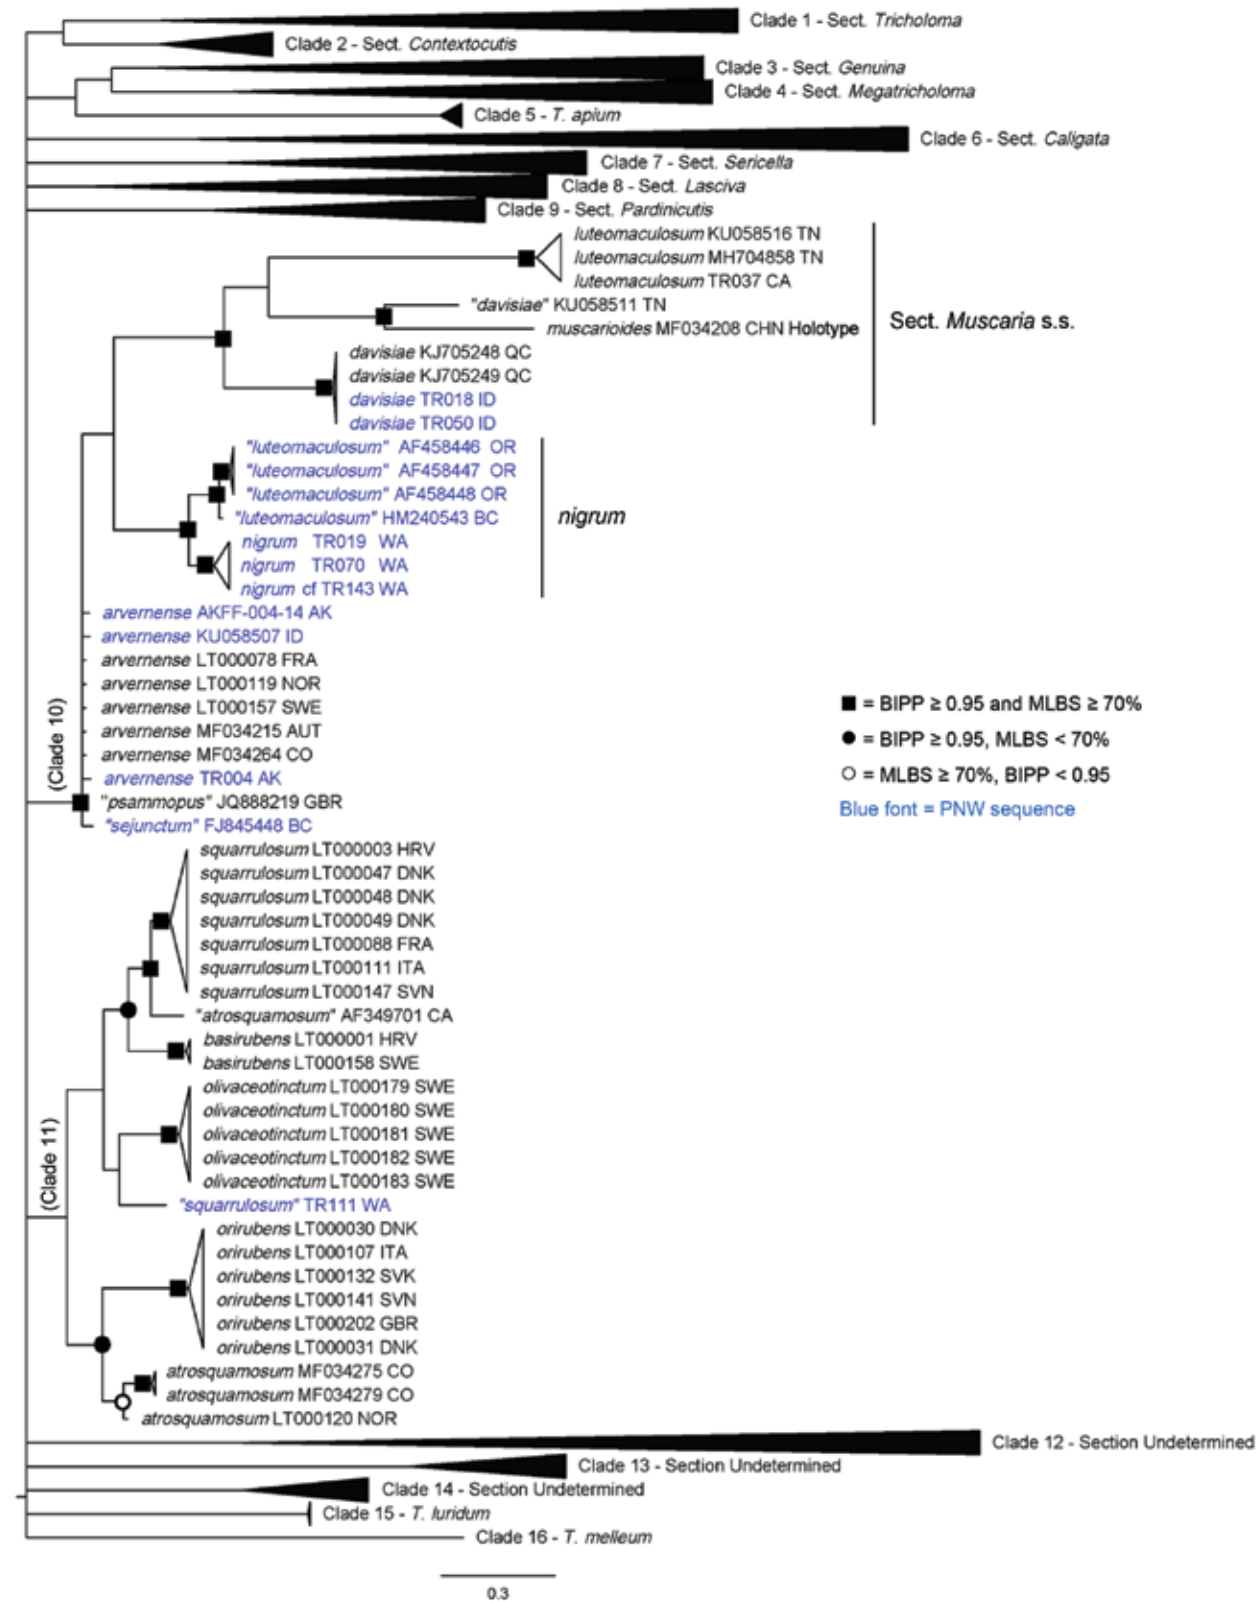 Clade 1 - Sect. Tricholoma
Clade 2 - Sect. Contextocutis
Clade 3 - Sect. Genuina
Clade 4 - Sect. Megatricholoma
Clade 5 - T. apium
Clade 6 - Sect. Caligata
Clade 7 - Sect. Sericella
Clade 8 - Sect. Lasciva
Clade 9 - Sect. Pardinicutis
luteomaculosum KU058516 TN
luteomaculosum MH704858 TN
luteomaculosum TR037 CA
"davisiae" KU058511 TN
muscarioides MF034208 CHN Holotype
Sect. Muscaria s.s.
davisiae KJ705248 QC
davisiae KJ705249 QC
davisiae TR018 ID
davisiae TR050 ID
"luteomaculosum" AF458446 OR
"luteomaculosum" AF458447 OR
"luteomaculosum" AF458448 OR
"luteomaculosum" HM240543 BC
nigrum
nigrum TR019 WA
nigrum TR070 WA
nigrum cf TR143 WA
(Clade 10)
arvernense AKFF-004-14 AK
arvernense KU058507 ID
arvernense LT000078 FRA
arvernense LT000119 NOR
arvernense LT000157 SWE
arvernense MF034215 AUT
arvernense MF034264 CO
arvernense TR004 AK
"psammopus" JQ888219 GBR
"sejunctum" FJ845448 BC
■ = BIPP ≥ 0.95 and MLBS ≥ 70%
● = BIPP ≥ 0.95, MLBS < 70%
○ = MLBS ≥ 70%, BIPP < 0.95
Blue font = PNW sequence
(Clade 11)
squarrulosum LT000003 HRV
squarrulosum LT000047 DNK
squarrulosum LT000048 DNK
squarrulosum LT000049 DNK
squarrulosum LT000088 FRA
squarrulosum LT000111 ITA
squarrulosum LT000147 SVN
"atrosquamosum" AF349701 CA
basirubens LT000001 HRV
basirubens LT000158 SWE
olivaceotinctum LT000179 SWE
olivaceotinctum LT000180 SWE
olivaceotinctum LT000181 SWE
olivaceotinctum LT000182 SWE
olivaceotinctum LT000183 SWE
"squarrulosum" TR111 WA
orirubens LT000030 DNK
orirubens LT000107 ITA
orirubens LT000132 SVK
orirubens LT000141 SVN
orirubens LT000202 GBR
orirubens LT000031 DNK
atrosquamosum MF034275 CO
atrosquamosum MF034279 CO
atrosquamosum LT000120 NOR
Clade 12 - Section Undetermined
Clade 13 - Section Undetermined
Clade 14 - Section Undetermined
Clade 15 - T. luridum
Clade 16 - T. melleum
0.3